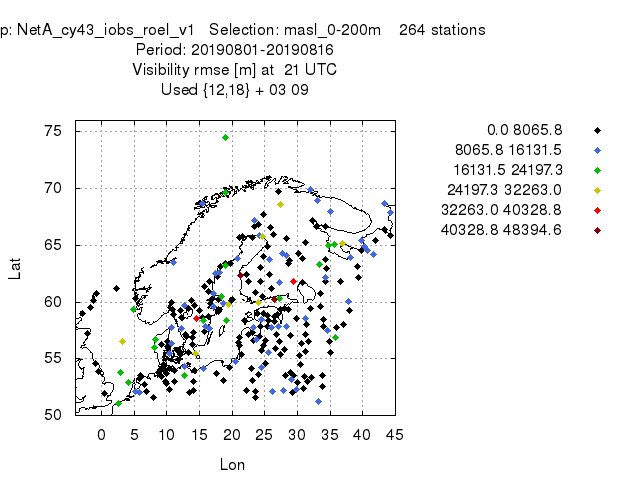 p: NetA_cy43_iobs_roel_v1 Selection: masl_0-200m 264 stations
Period: 20190801-20190816
Visibility rmse [m] at 21 UTC
Used {12,18} + 03 09
75
70
65
60
55
50
0 5 10 15 20 25 30 35 40 45
Lat
Lon
0.0 8065.8
8065.8 16131.5
16131.5 24197.3
24197.3 32263.0
32263.0 40328.8
40328.8 48394.6